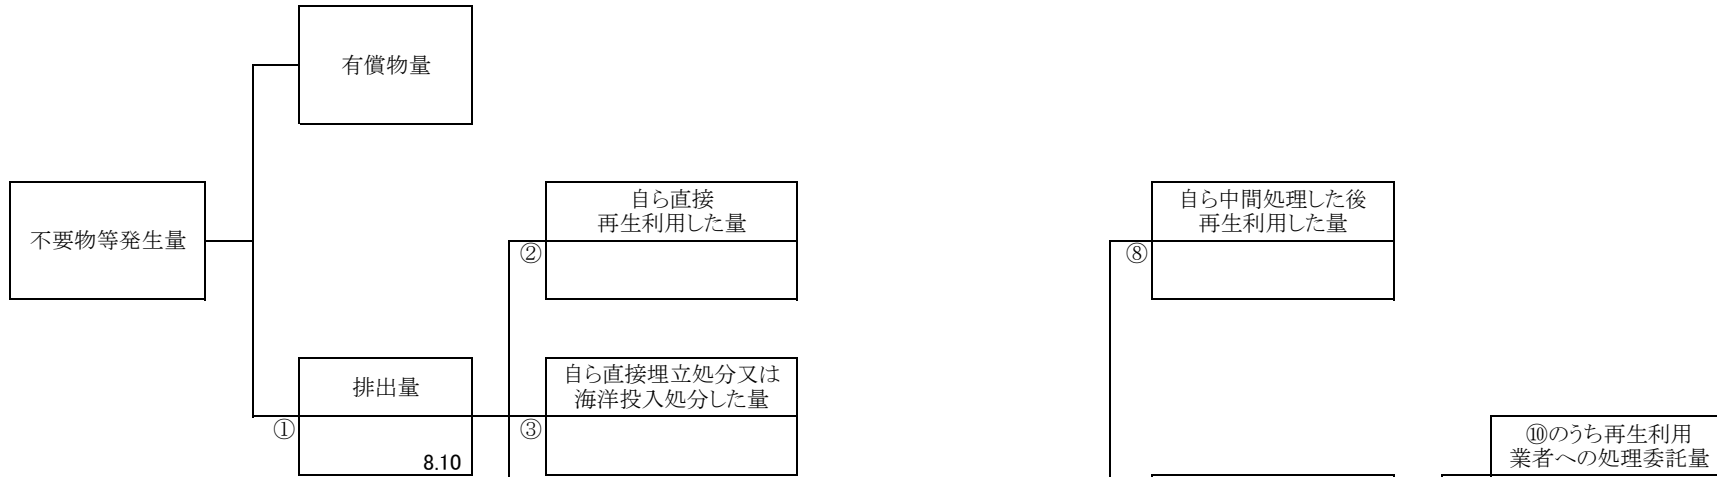 有償物量
不要物等発生量
自ら直接
再生利用した量
②
自ら中間処理した後
再生利用した量
⑧
排出量
①
8.10
自ら直接埋立処分又は
海洋投入処分した量
③
⑩のうち再生利用
業者への処理委託量